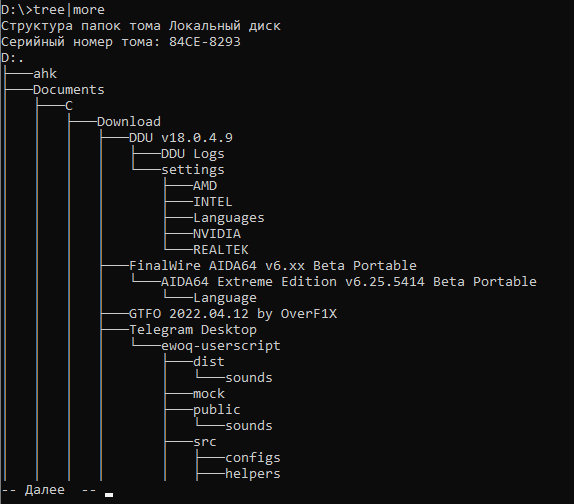 D:\>tree|more
Структура папок тома Локальный диск
Серийный номер тома: 84CE-8293
D:.
├───ahk
├───Documents
│   ├───C
│   │   ├───Download
│   │   │   ├───DDU v18.0.4.9
│   │   │   │   ├───DDU Logs
│   │   │   │   └───settings
│   │   │   │       ├───AMD
│   │   │   │       ├───INTEL
│   │   │   │       ├───Languages
│   │   │   │       ├───NVIDIA
│   │   │   │       └───REALTEK
│   │   │   ├───FinalWire AIDA64 v6.xx Beta Portable
│   │   │   │   └───AIDA64 Extreme Edition v6.25.5414 Beta Portable
│   │   │   │       └───Language
│   │   │   ├───GTFO 2022.04.12 by OverF1X
│   │   │   ├───Telegram Desktop
│   │   │   │   └───ewoq-userscript
│   │   │   │       ├───dist
│   │   │   │       │   └───sounds
│   │   │   │       ├───mock
│   │   │   │       ├───public
│   │   │   │       │   └───sounds
│   │   │   │       ├───src
│   │   │   │       │   ├───configs
│   │   │   │       │   ├───helpers
-- Далее  --